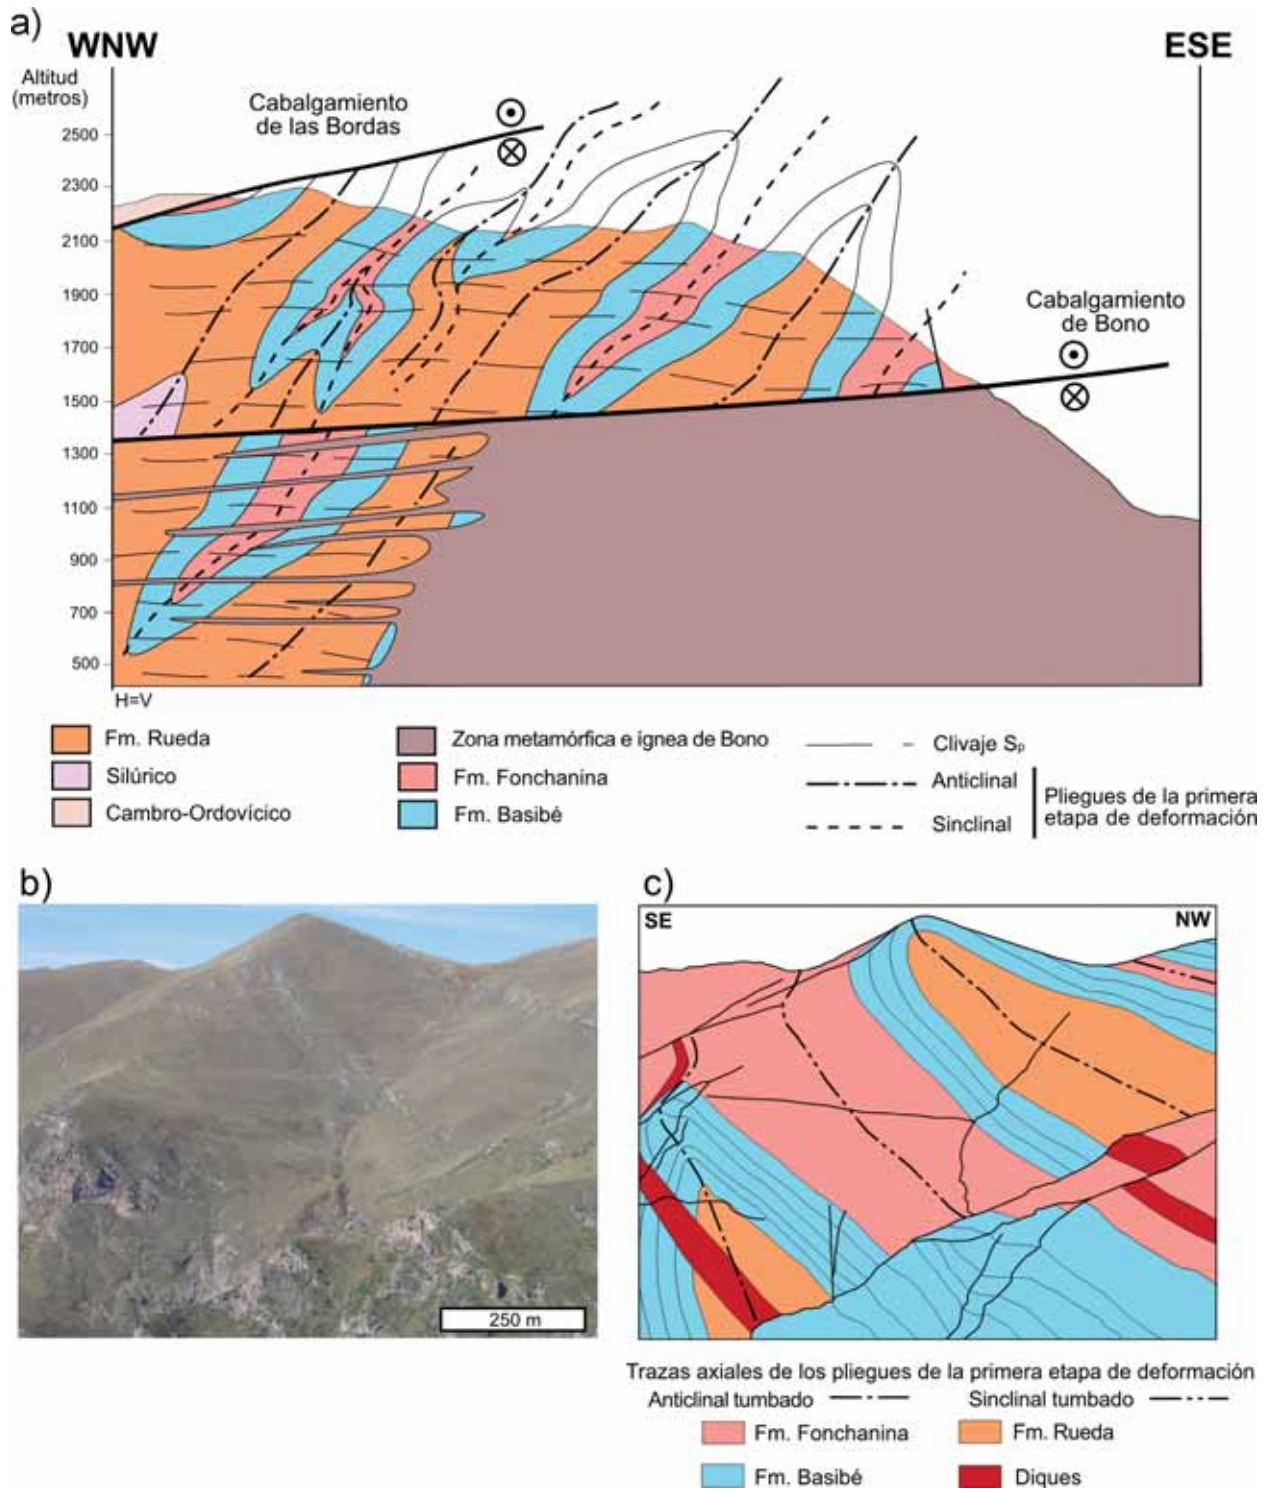 a)
WNW
ESE
Altitud
(metros)
Cabalgamiento
de las Bordas
2500
2300
2100
1900
1700
1500
1300
1100
900
700
500
Cabalgamiento
de Bono
H=V
Fm. Rueda
Silúrico
Cambro-Ordovícico
Zona metamórfica e ígnea de Bono
Fm. Fonchanina
Fm. Basibé
Clivaje Sp
Anticlinal
Sinclinal
Pliegues de la primera
etapa de deformación
b)
250 m
c)
SE
NW
Trazas axiales de los pliegues de la primera etapa de deformación
Anticlinal tumbado
Sinclinal tumbado
Fm. Fonchanina
Fm. Rueda
Fm. Basibé
Diques